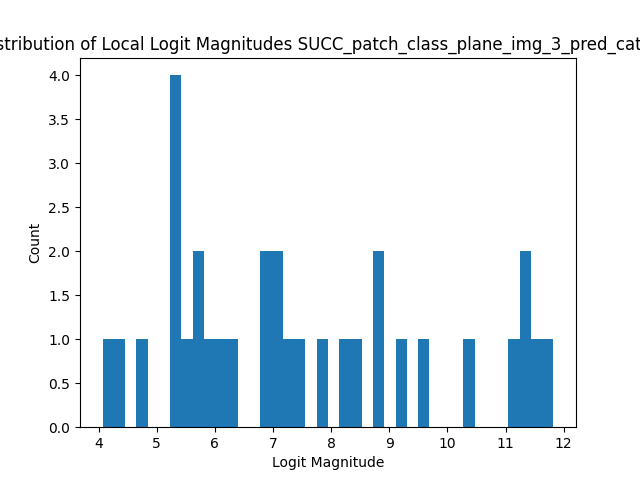 stribution of Local Logit Magnitudes SUCC_patch_class_plane_img_3_pred_cat
4.0
3.5
3.0
2.5
2.0
1.5
1.0
0.5
0.0
Count
4 5 6 7 8 9 10 11 12
Logit Magnitude